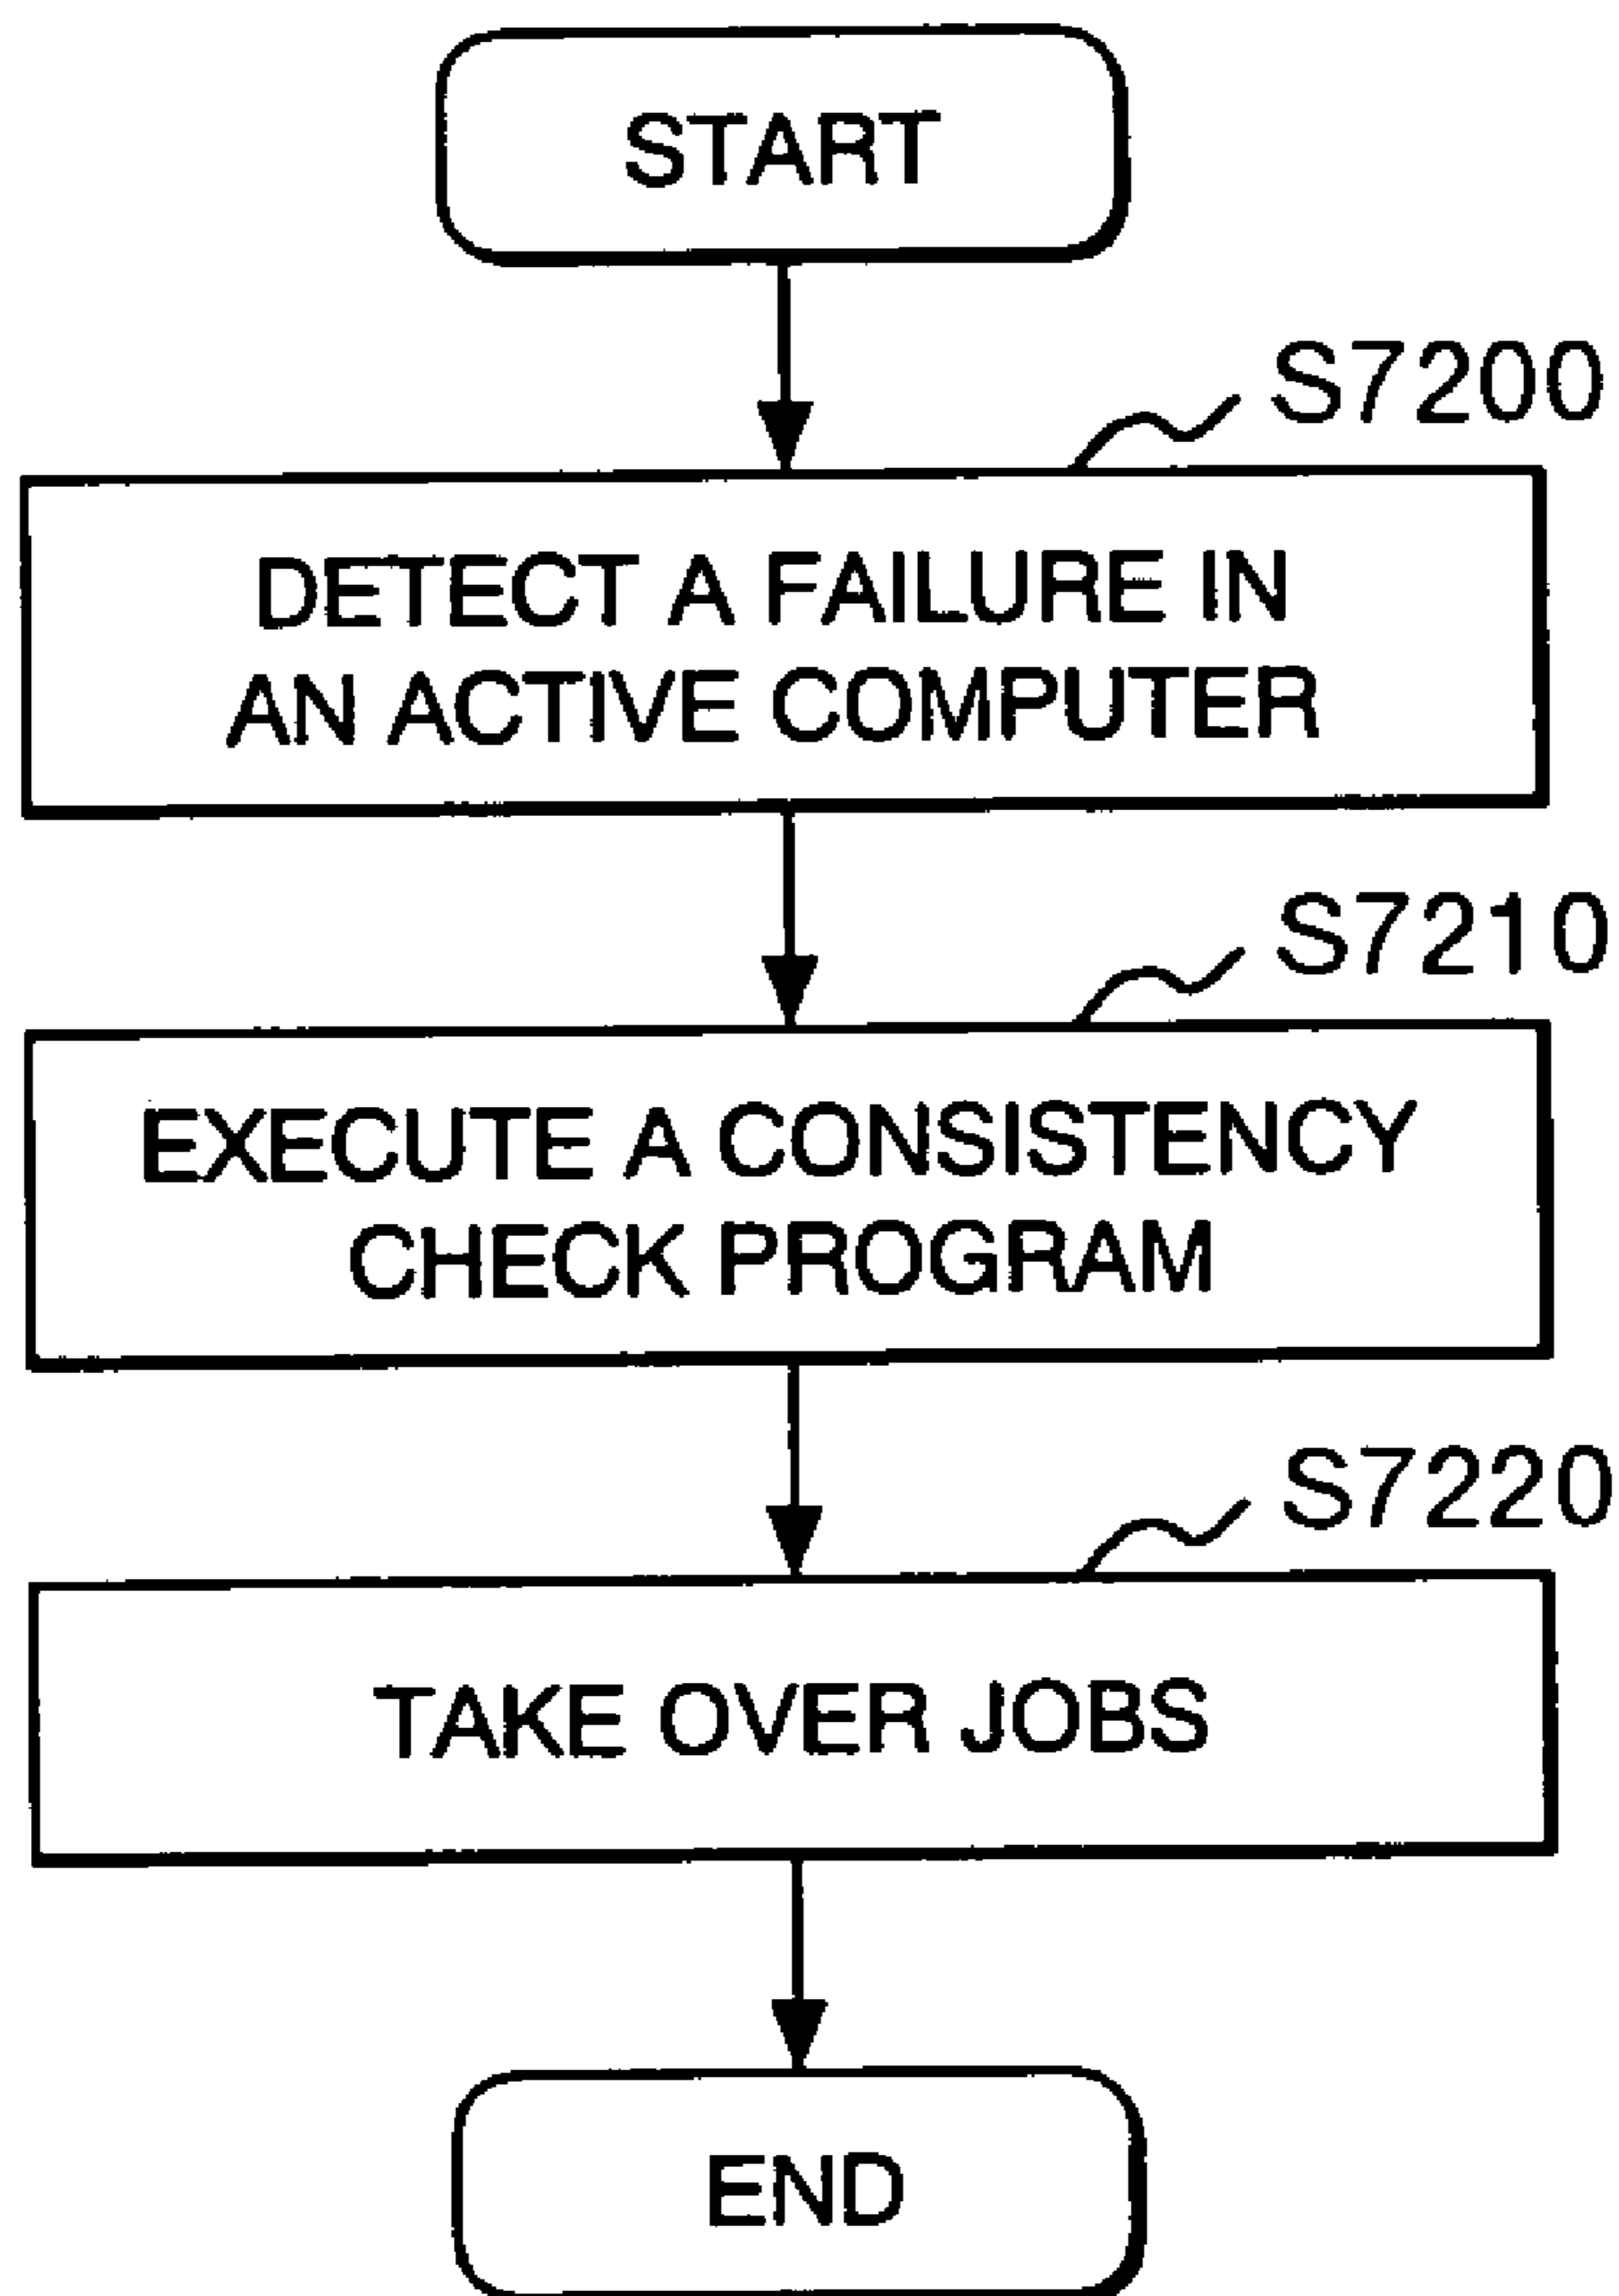 START
S7200
DETECT A FAILURE IN
AN ACTIVE COMPUTER
S7210
EXECUTE A CONSISTENCY
CHECK PROGRAM
S7220
TAKE OVER JOBS
END